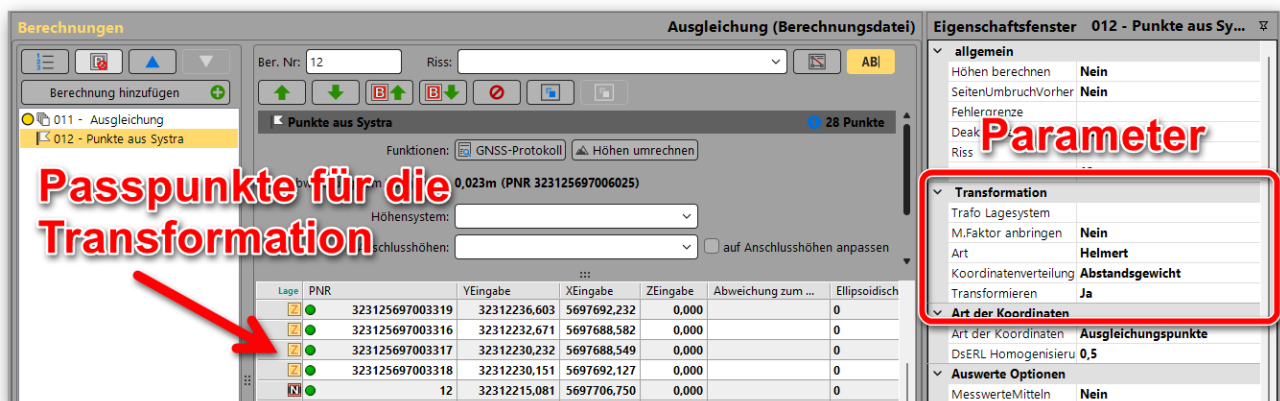 Berechnungen
Ausgleichung (Berechnungsdatei)
Berechnung hinzufügen
011 - Ausgleichung
012 - Punkte aus Systra
Ber. Nr: 12 Riss: AB|
Punkte aus Systra 28 Punkte
Funktionen: GNSS-Protokoll Höhen umrechnen
0,023m (PNR 323125697006025)
Höhensystem:
schlusshöhen: auf Anschlusshöhen anpassen
Passpunkte für die
Transformation
Lage PNR YEingabe XEingabe ZEingabe Abweichung zum ... Ellipsoidisch
Z 323125697003319 32312236,603 5697692,232 0,000 0
Z 323125697003316 32312232,671 5697688,582 0,000 0
Z 323125697003317 32312230,232 5697688,549 0,000 0
Z 323125697003318 32312230,151 5697692,127 0,000 0
N 12 32312215,081 5697706,750 0,000 0
Eigenschaftsfenster 012 - Punkte aus Sy...
allgemein
Höhen berechnen Nein
SeitenUmbruchVorher Nein
Fehlergrenze
Deak
Riss
Parameter
Transformation
Trafo Lagesystem
M.Faktor anbringen Nein
Art Helmert
Koordinatenverteilung Abstandsgewicht
Transformieren Ja
Art der Koordinaten
Art der Koordinaten Ausgleichungspunkte
DsERL Homogenisieru 0,5
Auswerte Optionen
MesswerteMitteln Nein